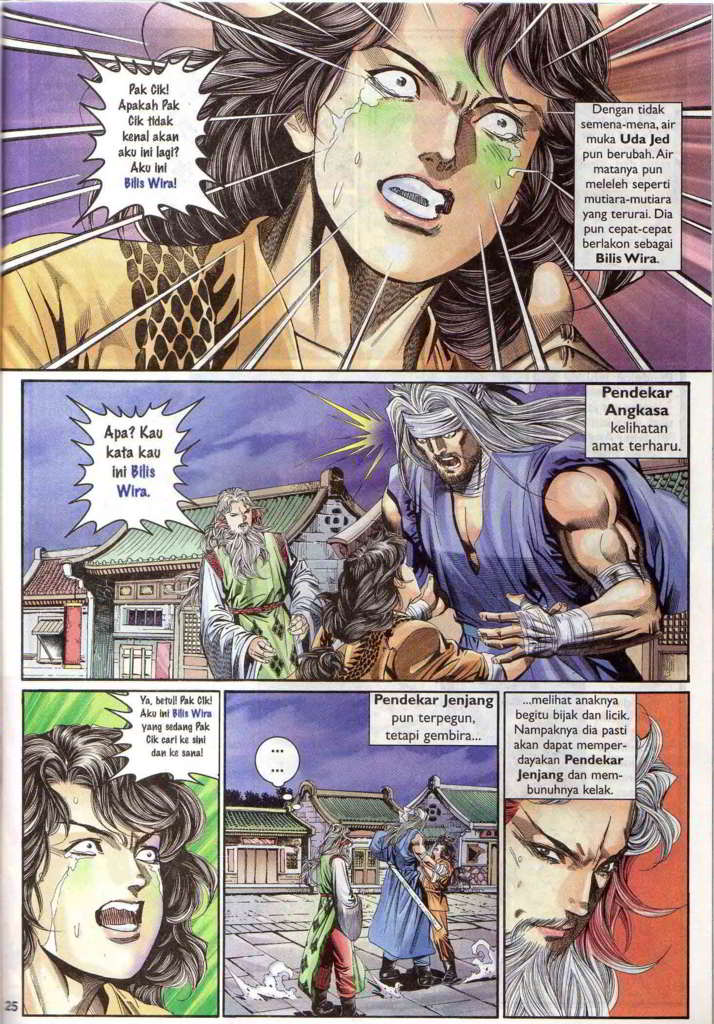 Pak Cik!
Apakah Pak
Cik tidak
kenal akan
aku ini lagi?
Aku ini
Bilis Wira!
Dengan tidak
semena-mena, air
muka Uda Jed
pun berubah. Air
matanya pun
meleleh seperti
mutiara-mutiara
yang terurai. Dia
pun cepat-cepat
berlakon sebagai
Bilis Wira.
Apa? Kau
kata kau
ini Bilis
Wira.
Pendekar
Angkasa
kelihatan
amat terharu.
Ya, betul! Pak Cik!
Aku ini Bilis Wira
yang sedang Pak
Cik cari ke sini
dan ke sana!
...
...
Pendekar Jenjang
pun terpegun,
tetapi gembira...
...melihat anaknya
begitu bijak dan licik.
Nampaknya dia pasti
akan dapat memper-
dayakan Pendekar
Jenjang dan mem-
bunuhnya kelak.
25